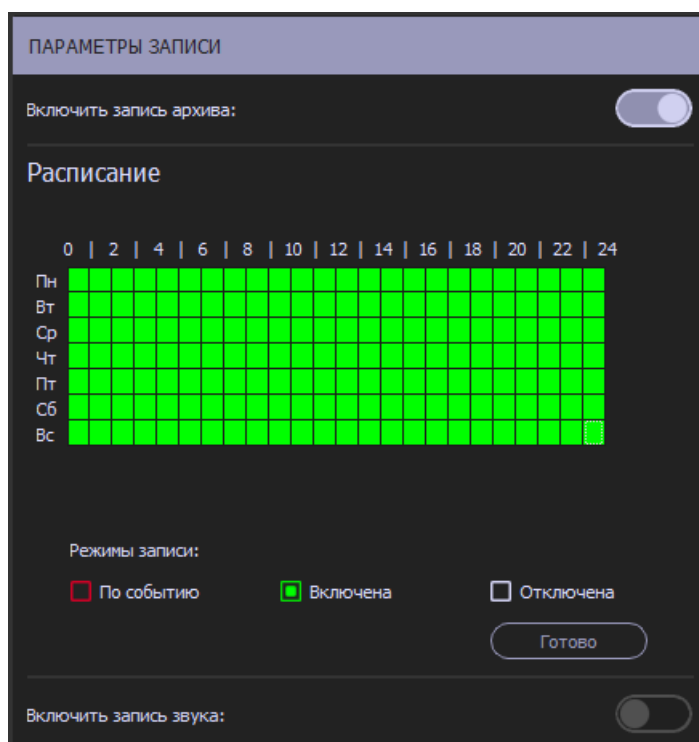 ПАРАМЕТРЫ ЗАПИСИ
Включить запись архива:
Расписание
0 | 2 | 4 | 6 | 8 | 10 | 12 | 14 | 16 | 18 | 20 | 22 | 24
Пн
Вт
Ср
Чт
Пт
Сб
Вс
Режимы записи:
По событию Включена Отключена
Готово
Включить запись звука: